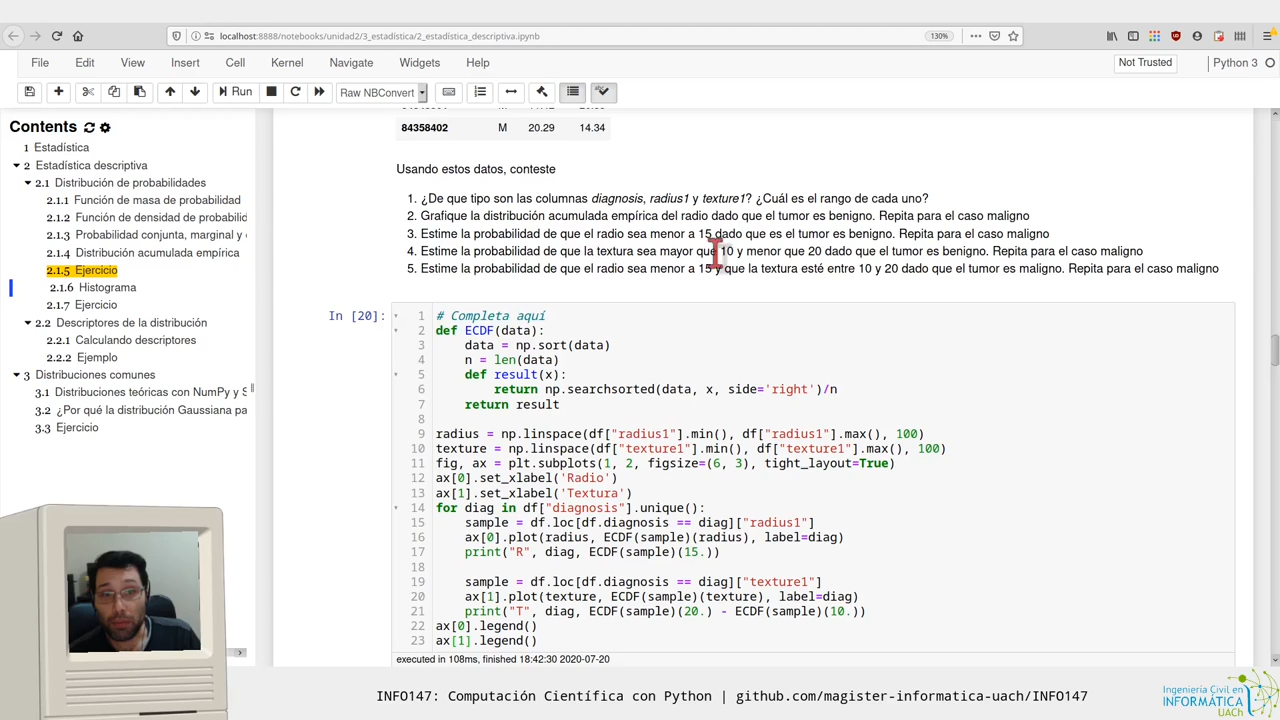 localhost:8888/notebooks/unidad2/3_estadística/2_estadística_descriptiva.ipynb
130%
File Edit View Insert Cell Kernel Navigate Widgets Help
Not Trusted
Python 3
Run
Raw NBConvert
Contents
1 Estadística
2 Estadística descriptiva
2.1 Distribución de probabilidades
2.1.1 Función de masa de probabilidad
2.1.2 Función de densidad de probabilid
2.1.3 Probabilidad conjunta, marginal y
2.1.4 Distribución acumulada empírica
2.1.5 Ejercicio
2.1.6 Histograma
2.1.7 Ejercicio
2.2 Descriptores de la distribución
2.2.1 Calculando descriptores
2.2.2 Ejemplo
3 Distribuciones comunes
3.1 Distribuciones teóricas con NumPy y S
3.2 ¿Por qué la distribución Gaussiana pa
3.3 Ejercicio
84358402 M 20.29 14.34
Usando estos datos, conteste
1. ¿De que tipo son las columnas diagnosis, radius1 y texture1? ¿Cuál es el rango de cada uno?
2. Grafique la distribución acumulada empírica del radio dado que el tumor es benigno. Repita para el caso maligno
3. Estime la probabilidad de que el radio sea menor a 15 dado que es el tumor es benigno. Repita para el caso maligno
4. Estime la probabilidad de que la textura sea mayor que 10 y menor que 20 dado que el tumor es benigno. Repita para el caso maligno
5. Estime la probabilidad de que el radio sea menor a 15 y que la textura esté entre 10 y 20 dado que el tumor es maligno. Repita para el caso maligno
In [20]:
1 # Completa aquí
2 def ECDF(data):
3 data = np.sort(data)
4 n = len(data)
5 def result(x):
6 return np.searchsorted(data, x, side='right')/n
7 return result
8
9 radius = np.linspace(df["radius1"].min(), df["radius1"].max(), 100)
10 texture = np.linspace(df["texture1"].min(), df["texture1"].max(), 100)
11 fig, ax = plt.subplots(1, 2, figsize=(6, 3), tight_layout=True)
12 ax[0].set_xlabel('Radio')
13 ax[1].set_xlabel('Textura')
14 for diag in df["diagnosis"].unique():
15 sample = df.loc[df.diagnosis == diag]["radius1"]
16 ax[0].plot(radius, ECDF(sample)(radius), label=diag)
17 print("R", diag, ECDF(sample)(15.))
18
19 sample = df.loc[df.diagnosis == diag]["texture1"]
20 ax[1].plot(texture, ECDF(sample)(texture), label=diag)
21 print("T", diag, ECDF(sample)(20.) - ECDF(sample)(10.))
22 ax[0].legend()
23 ax[1].legend()
executed in 108ms, finished 18:42:30 2020-07-20
INFO147: Computación Científica con Python | github.com/magister-informatica-uach/INFO147
Ingeniería Civil en
INFORMÁTICA
UACh